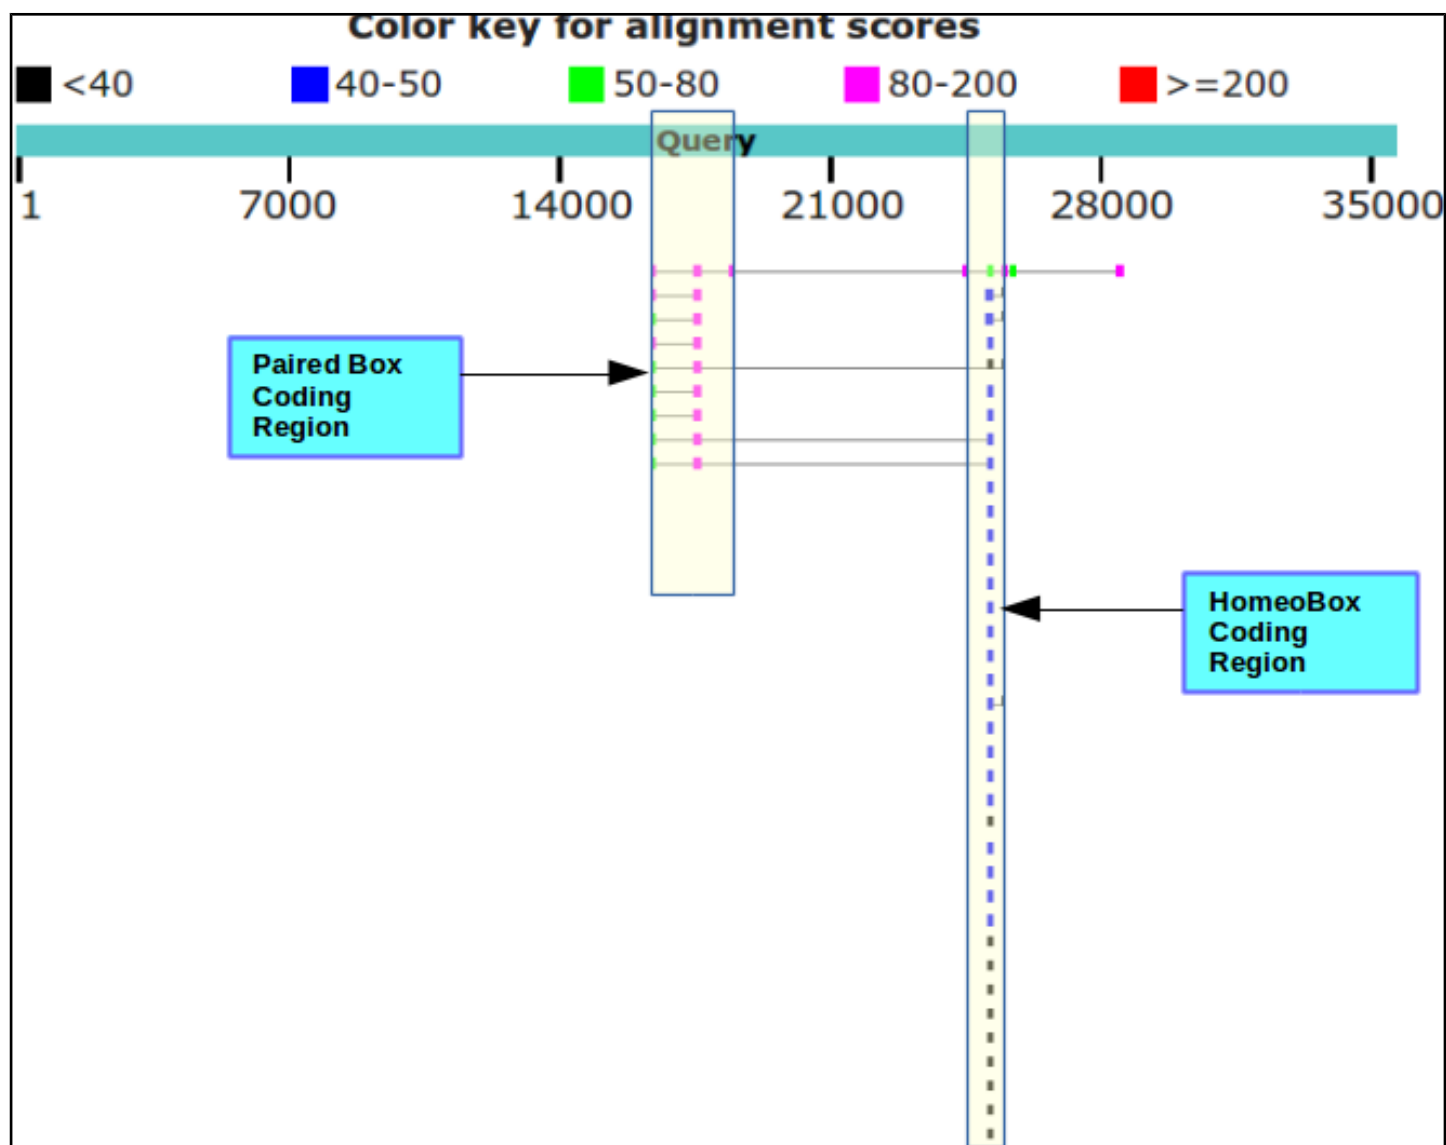 Color key for alignment scores
<40 40-50 50-80 80-200 >=200
Query
1 7000 14000 21000 28000 35000
Paired Box
Coding
Region
HomeoBox
Coding
Region